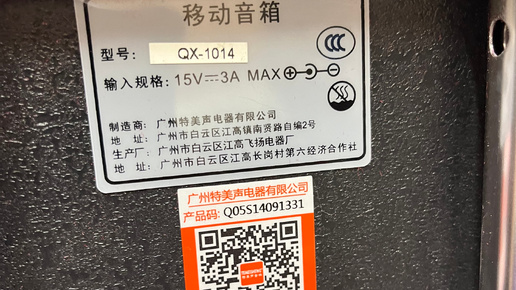 移动音箱
型号: QX-1014
输入规格: 15V⎓3A MAX
制造商: 广州特美声电器有限公司
地址: 广州市白云区江高镇南贤路自编2号
生产厂: 广州市白云区江高飞扬电器厂
地址: 广州市白云区江高长岗村第六经济合作社
广州特美声电器有限公司
产品码: Q05S14091331